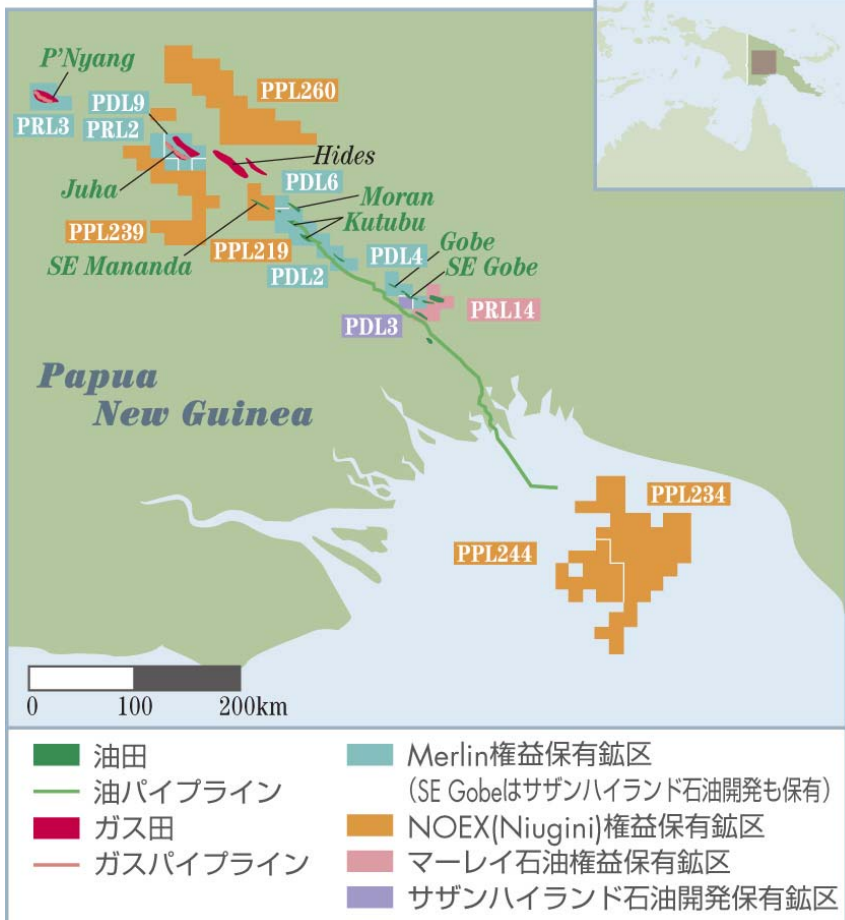 P'Nyang
PPL260
PDL9
PRL3
PRL2
Hides
Juha
PDL6
Moran
Kutubu
PPL239
PPL219
Gobe
SE Mananda
PDL4
SE Gobe
PDL2
PRL14
PDL3
Papua
New Guinea
PPL234
PPL244
0 100 200km
油田
油パイプライン
ガス田
ガスパイプライン
Merlin権益保有鉱区
(SE Gobeはサザンハイランド石油開発も保有)
NOEX(Niugini)権益保有鉱区
マーレイ石油権益保有鉱区
サザンハイランド石油開発保有鉱区